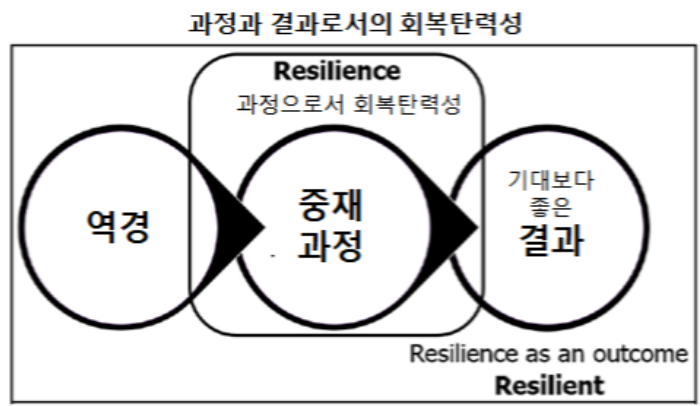 과정과 결과로서의 회복탄력성
Resilience
과정으로서 회복탄력성
역경
중재
과정
기대보다
좋은
결과
Resilience as an outcome
Resilient